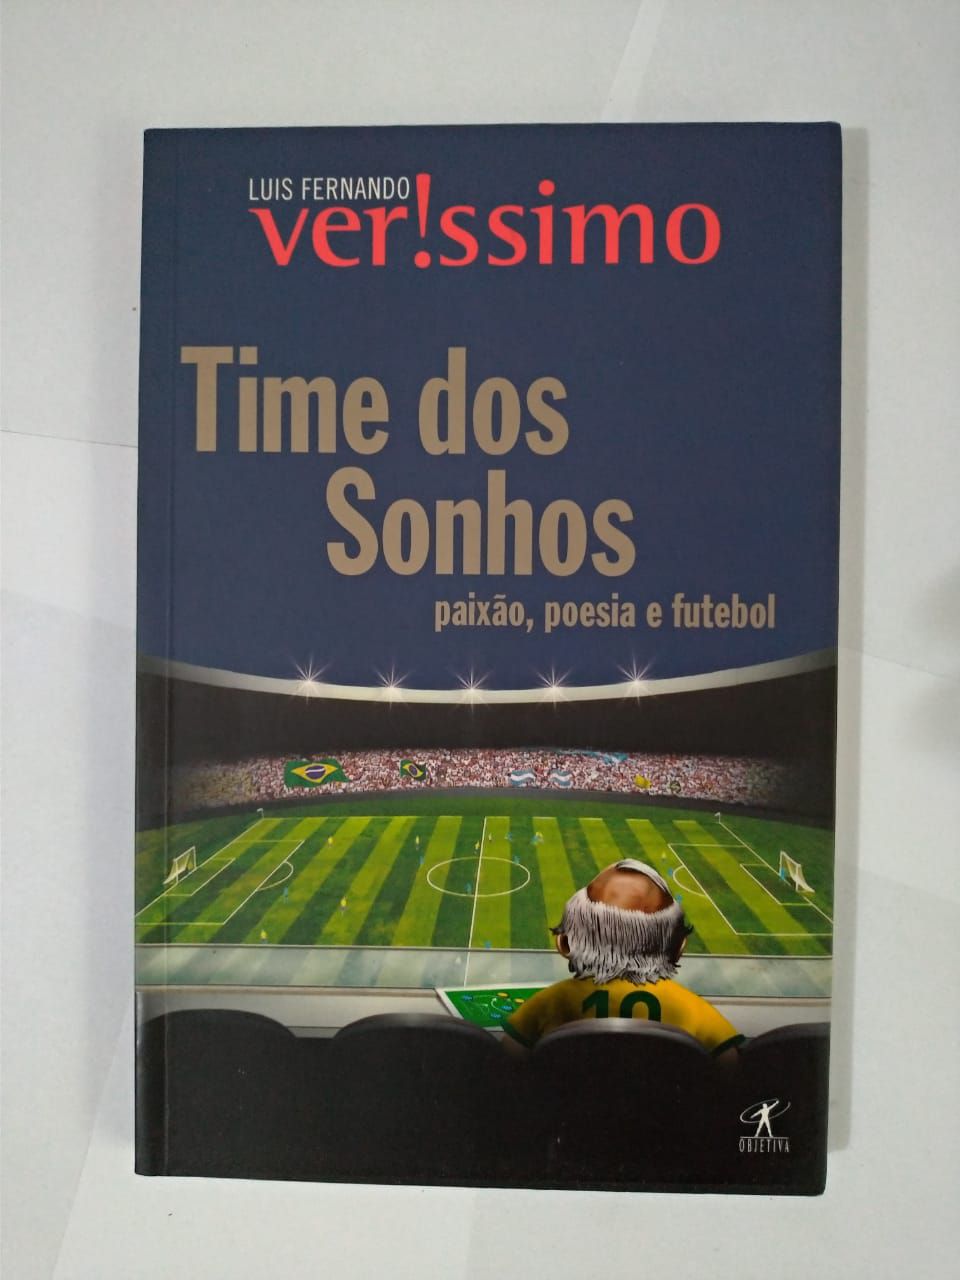 LUIS FERNANDO
ver!ssimo
Time dos
Sonhos
paixão, poesia e futebol
10
OBJETIVA